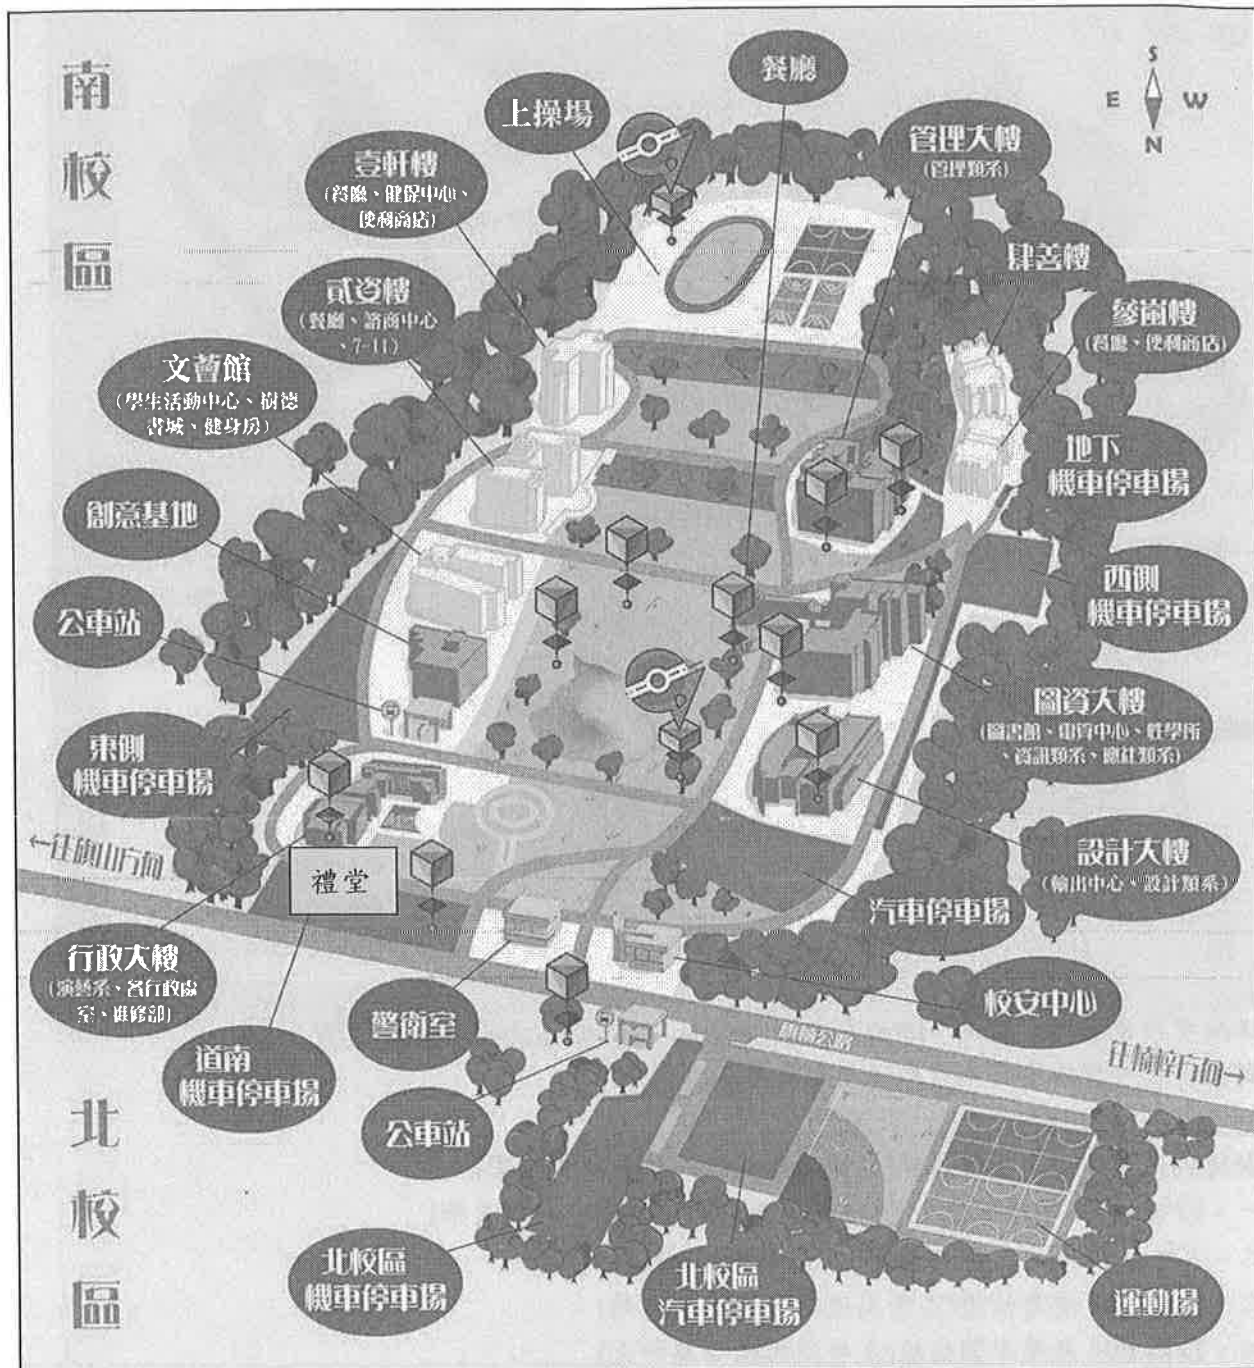 南校區
S
E
W
N
餐廳
上操場
管理大樓
(管理類系)
壹軒樓
(餐廳、健保中心、
便利商店)
肆善樓
貳姿樓
(餐廳、諮商中心
、7-11)
參崗樓
(餐廳、便利商店)
文薈館
(學生活動中心、樹德
書城、健身房)
地下
機車停車場
創意基地
西側
機車停車場
公車站
圖資大樓
(圖書館、電資中心、性學所
、資訊類系、應社類系)
東側
機車停車場
設計大樓
(輸出中心、設計類系)
←往旗山方向
禮堂
汽車停車場
行政大樓
(演藝系、各行政處
室、進修部)
警衛室
校安中心
旗楠公路
往楠梓方向→
道南
機車停車場
公車站
北校區
北校區
機車停車場
北校區
汽車停車場
運動場